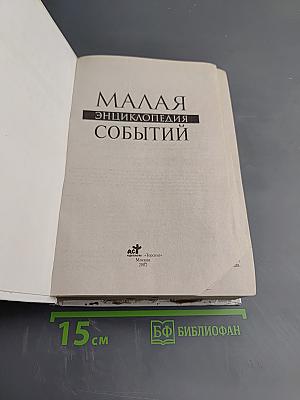 МАЛАЯ
ЭНЦИКЛОПЕДИЯ
СОБЫТИЙ
аст
Москва
15 см
БФ БИБЛИОФАН